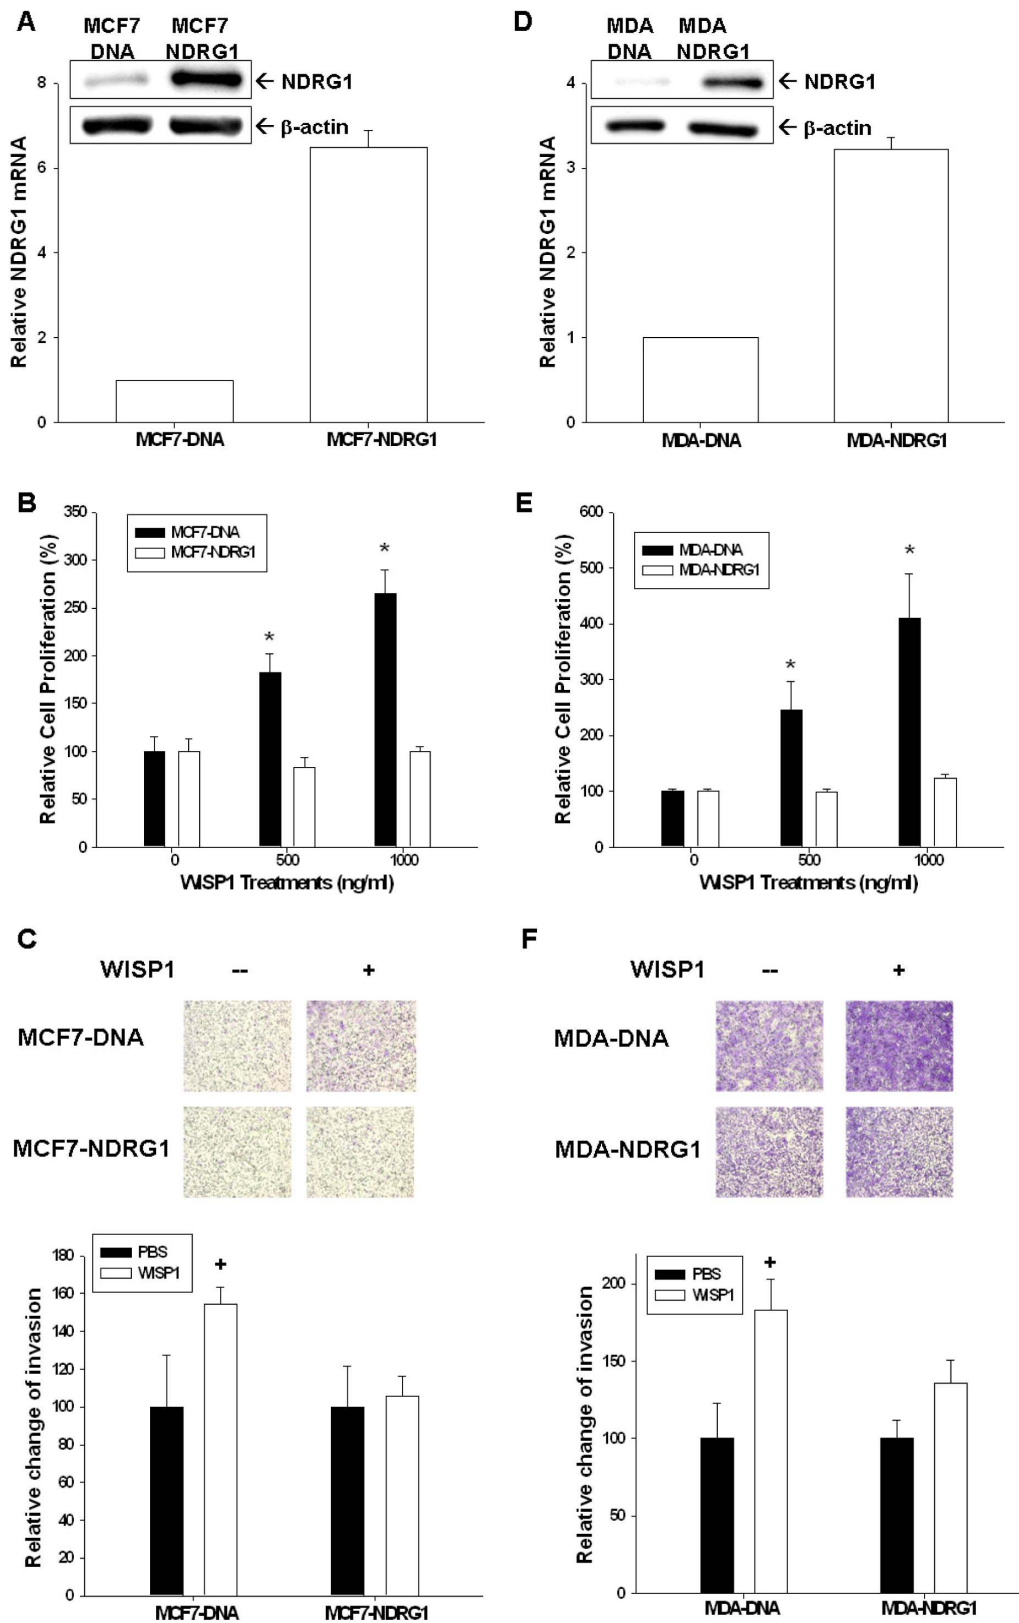 A
MCF7 MCF7
DNA NDRG1
← NDRG1
← β-actin
Relative NDRG1 mRNA
8
6
4
2
0
MCF7-DNA MCF7-NDRG1
D
MDA MDA
DNA NDRG1
← NDRG1
← β-actin
Relative NDRG1 mRNA
4
3
2
1
0
MDA-DNA MDA-NDRG1
B
Relative Cell Proliferation (%)
350
300
250
200
150
100
50
0
MCF7-DNA
MCF7-NDRG1
*
*
0 500 1000
WISP1 Treatments (ng/ml)
E
Relative Cell Proliferation (%)
600
500
400
300
200
100
0
MDA-DNA
MDA-NDRG1
*
*
0 500 1000
WISP1 Treatments (ng/ml)
C
WISP1 -- +
MCF7-DNA
MCF7-NDRG1
Relative change of invasion
180
160
140
120
100
80
60
40
20
0
PBS
WISP1
+
MCF7-DNA MCF7-NDRG1
F
WISP1 -- +
MDA-DNA
MDA-NDRG1
Relative change of invasion
200
150
100
50
0
PBS
WISP1
+
MDA-DNA MDA-NDRG1